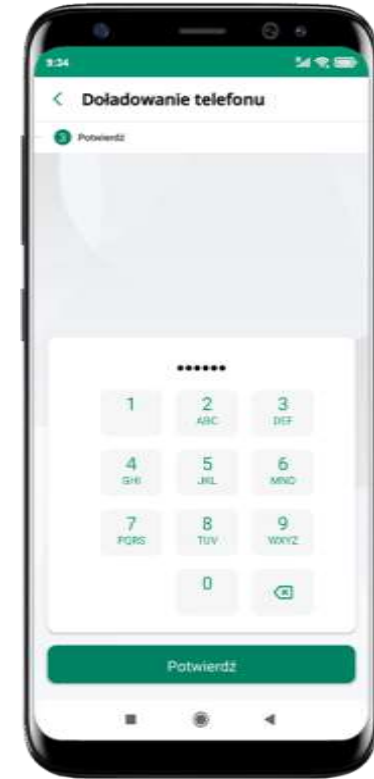 9:34
Doładowanie telefonu
3 Potwierdź
••••••
1 2 3
ABC DEF
4 5 6
GHI JKL MNO
7 8 9
PQRS TUV WXYZ
0
Potwierdź